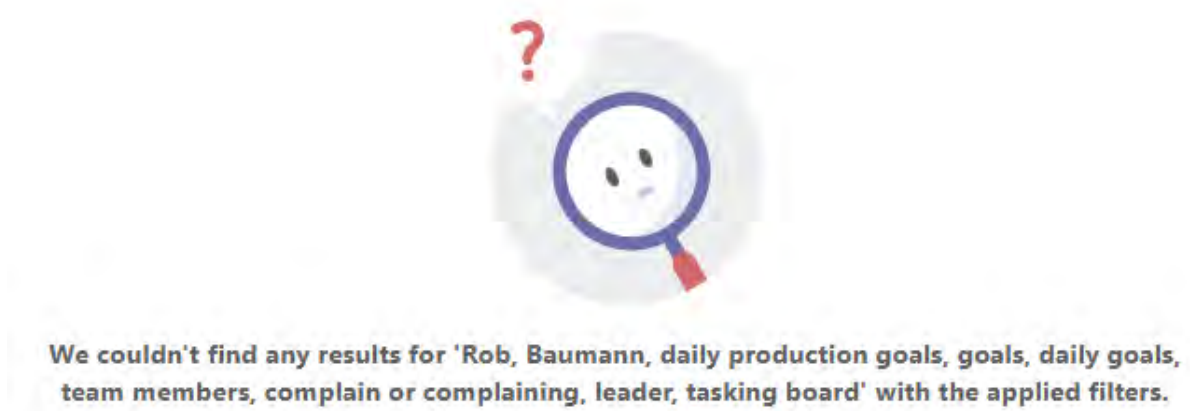 ?
We couldn't find any results for 'Rob, Baumann, daily production goals, goals, daily goals,
team members, complain or complaining, leader, tasking board' with the applied filters.